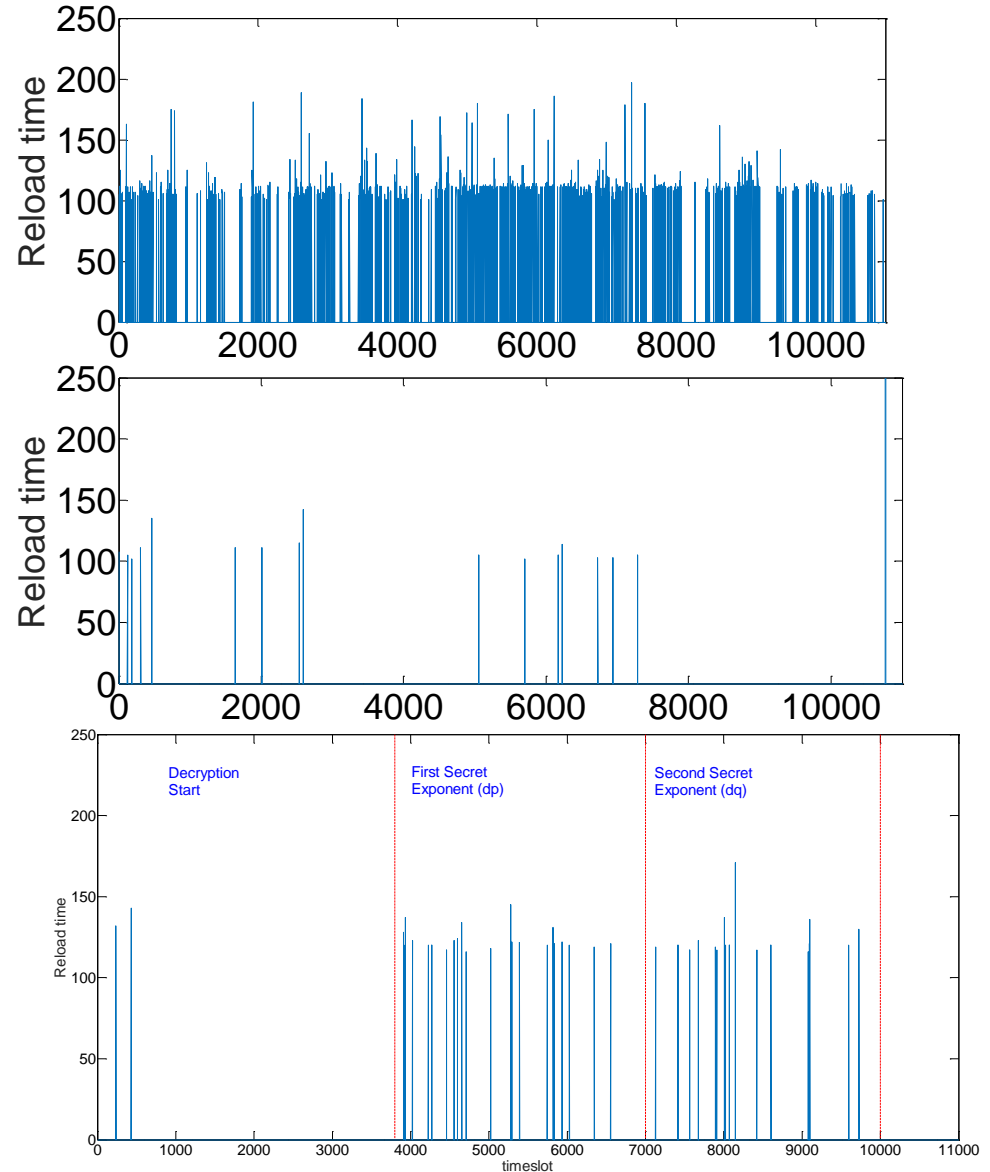 250
200
150
100
50
0
Reload time
0 2000 4000 6000 8000 10000
250
200
150
100
50
0
Reload time
0 2000 4000 6000 8000 10000
250
200
150
100
50
0
Reload time
Decryption
Start
First Secret
Exponent (dp)
Second Secret
Exponent (dq)
0 1000 2000 3000 4000 5000 6000 7000 8000 9000 10000 11000
timeslot